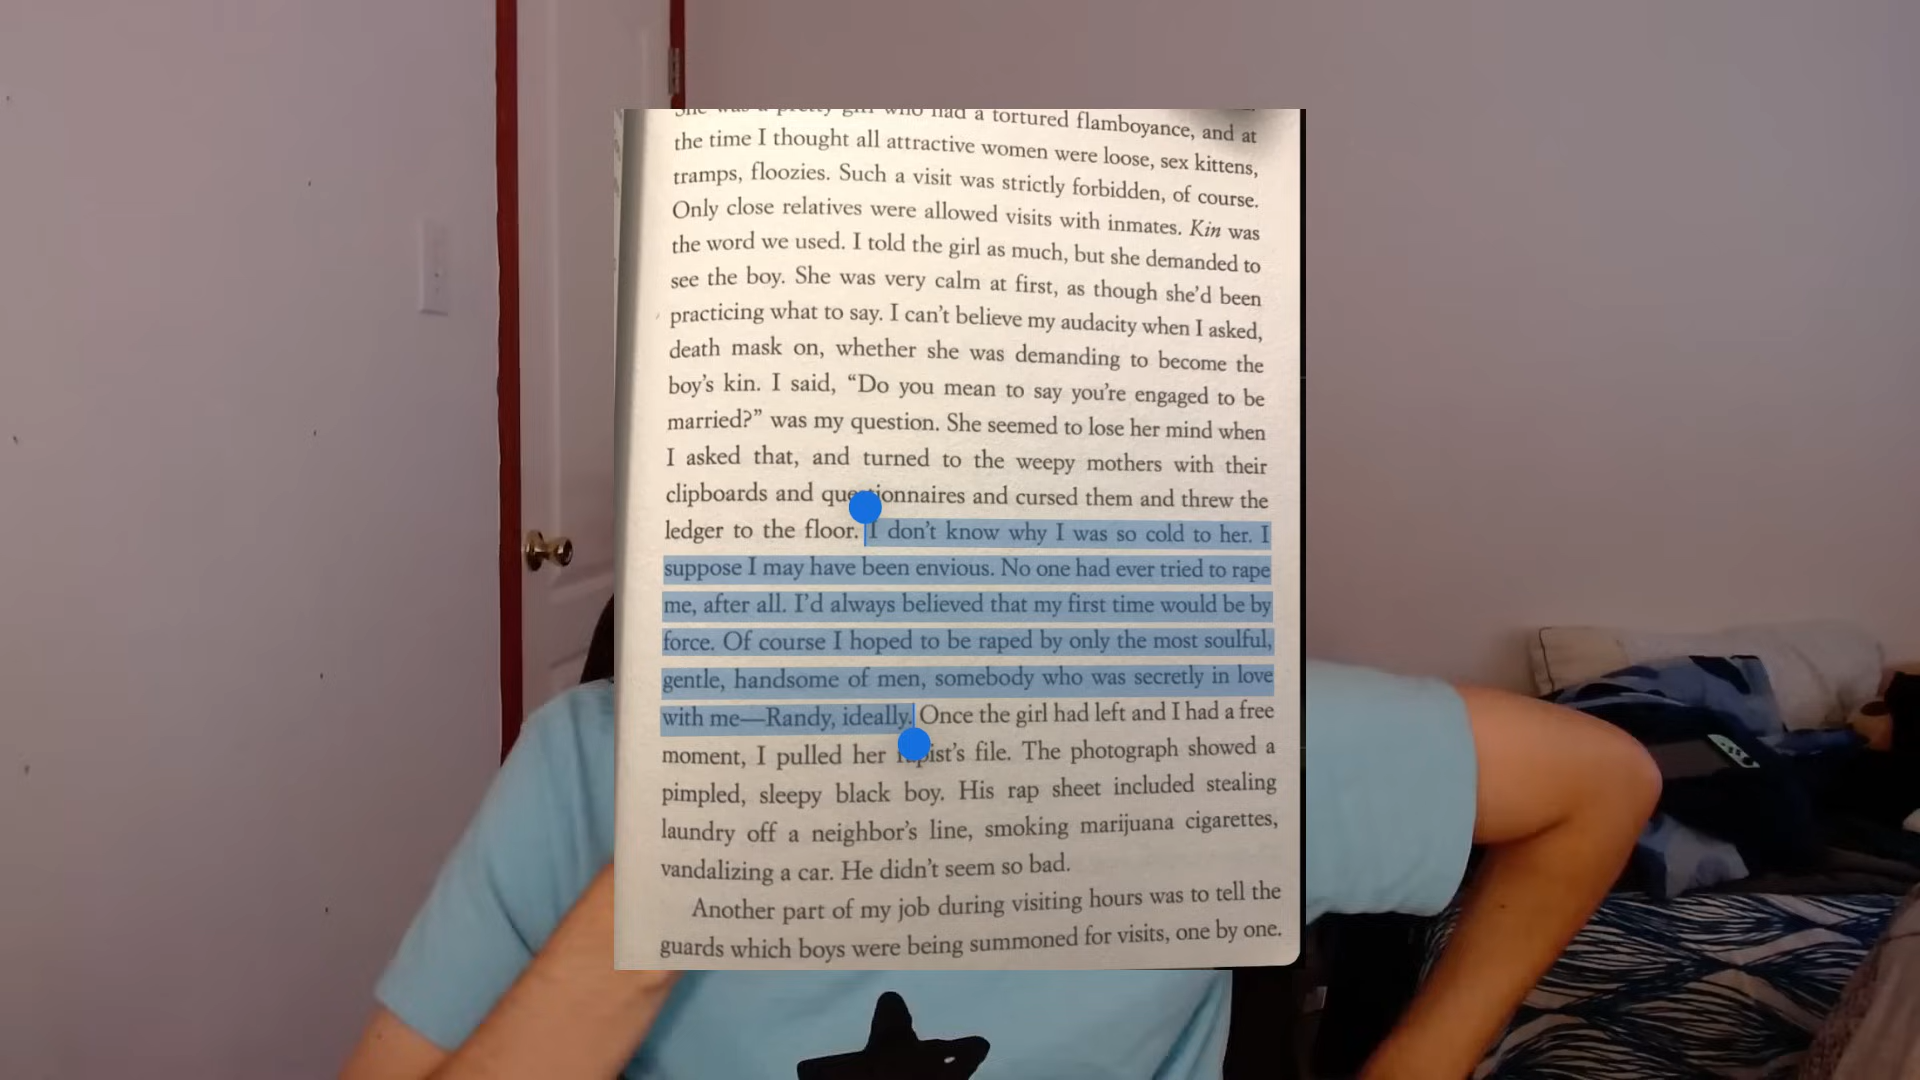 She was a pretty girl who had a tortured flamboyance, and at
the time I thought all attractive women were loose, sex kittens,
tramps, floozies. Such a visit was strictly forbidden, of course.
Only close relatives were allowed visits with inmates. Kin was
the word we used. I told the girl as much, but she demanded to
see the boy. She was very calm at first, as though she’d been
practicing what to say. I can’t believe my audacity when I asked,
death mask on, whether she was demanding to become the
boy’s kin. I said, “Do you mean to say you’re engaged to be
married?” was my question. She seemed to lose her mind when
I asked that, and turned to the weepy mothers with their
clipboards and questionnaires and cursed them and threw the
ledger to the floor. I don’t know why I was so cold to her. I
suppose I may have been envious. No one had ever tried to rape
me, after all. I’d always believed that my first time would be by
force. Of course I hoped to be raped by only the most soulful,
gentle, handsome of men, somebody who was secretly in love
with me—Randy, ideally. Once the girl had left and I had a free
moment, I pulled her rapist’s file. The photograph showed a
pimpled, sleepy black boy. His rap sheet included stealing
laundry off a neighbor’s line, smoking marijuana cigarettes,
vandalizing a car. He didn’t seem so bad.
Another part of my job during visiting hours was to tell the
guards which boys were being summoned for visits, one by one.